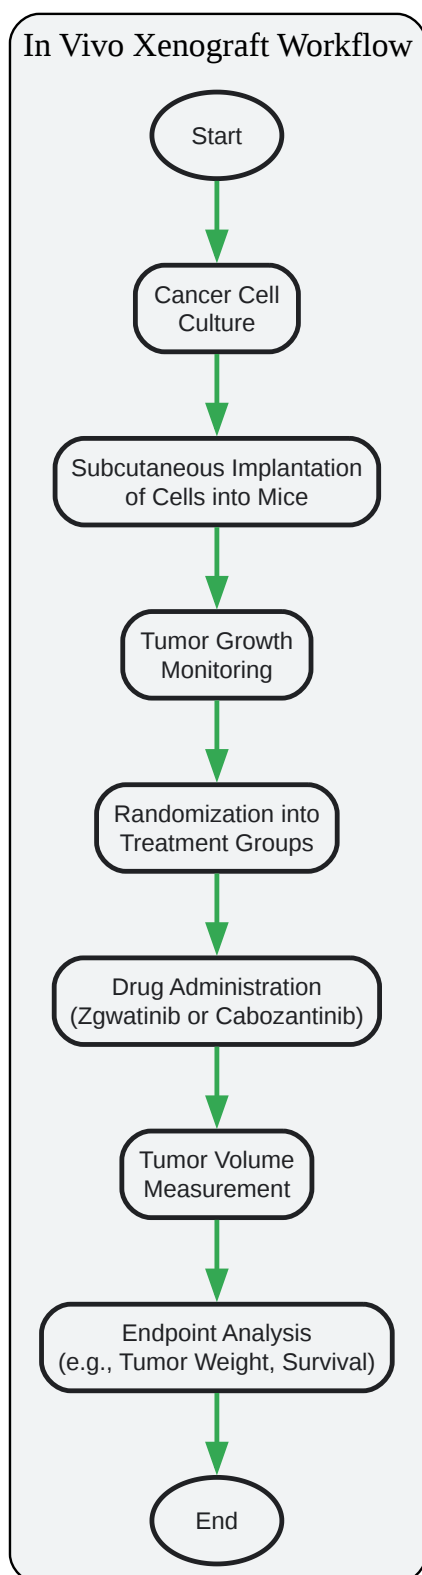 In Vivo Xenograft Workflow
Start
Cancer Cell
Culture
Subcutaneous Implantation
of Cells into Mice
Tumor Growth
Monitoring
Randomization into
Treatment Groups
Drug Administration
(Zgwatinib or Cabozantinib)
Tumor Volume
Measurement
Endpoint Analysis
(e.g., Tumor Weight, Survival)
End